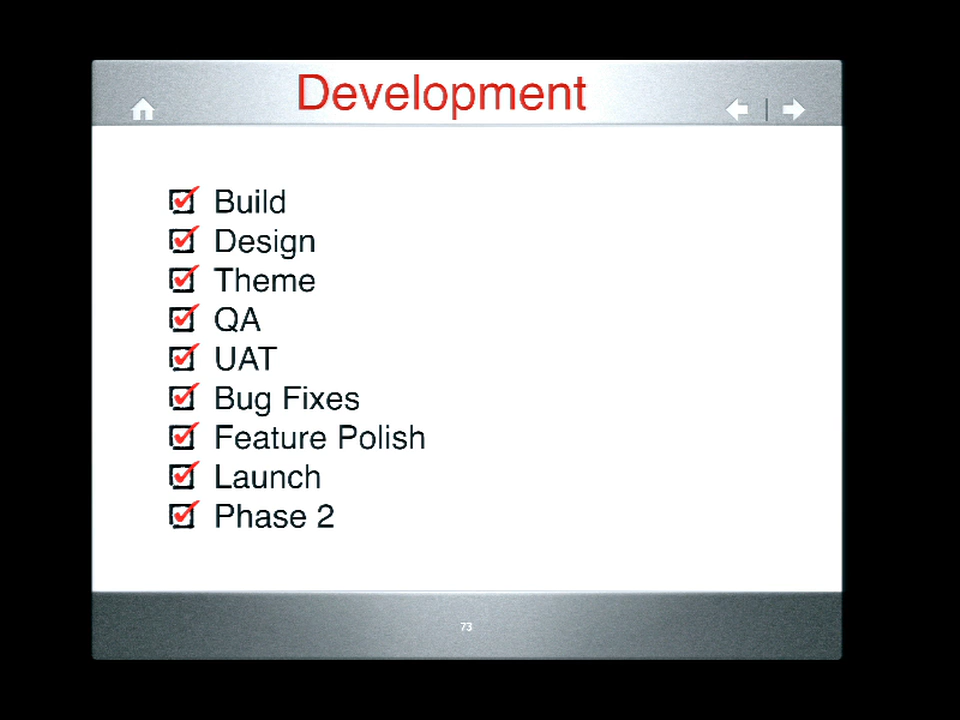 Development
Build
Design
Theme
QA
UAT
Bug Fixes
Feature Polish
Launch
Phase 2
73